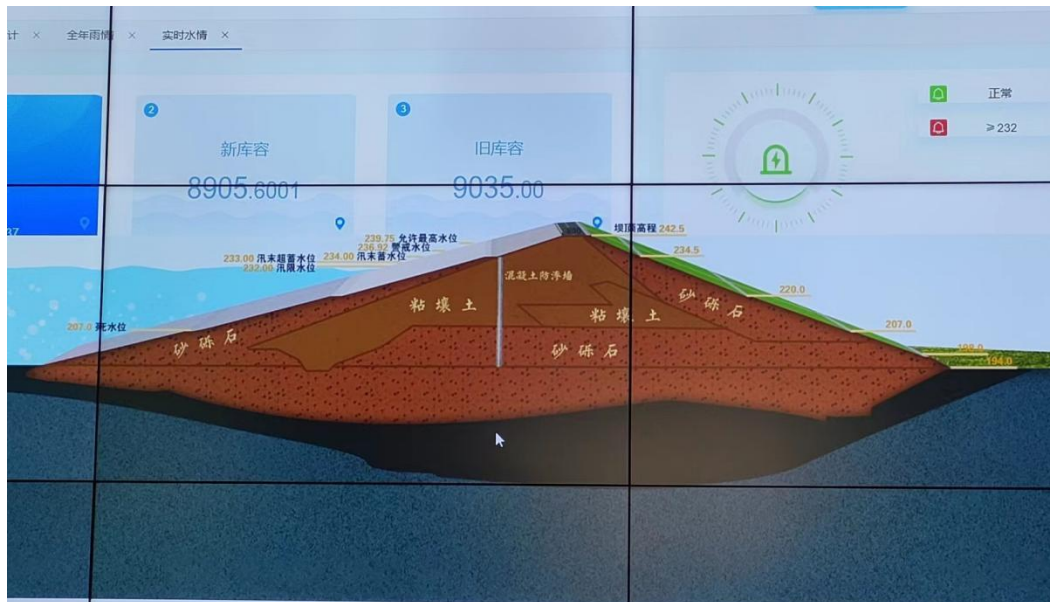 计 ×
全年雨情 ×
实时水情 ×
2
新库容
8905.6001
3
旧库容
9035.00
正常
≥232
37
坝顶高程 242.5
239.75 允许最高水位
236.92 警戒水位
234.00 汛末蓄水位
233.00 汛末超蓄水位
232.00 汛限水位
234.5
混凝土防渗墙
220.0
粘壤土
砂砾石
粘壤土
207.0 死水位
207.0
砂砾石
砂砾石
198.0
194.0